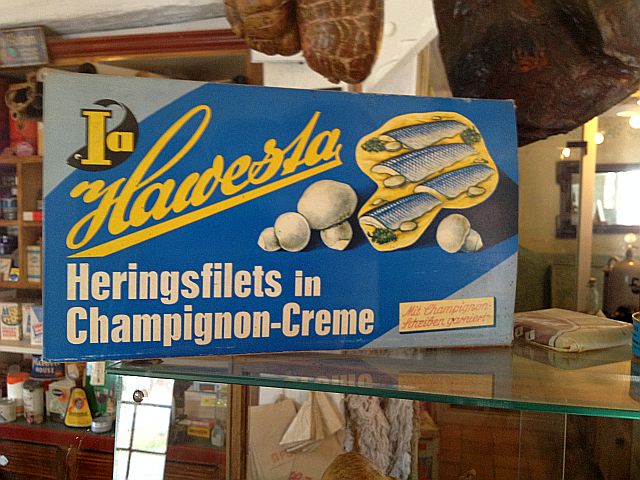 Ia
Hawesta
Heringsfilets in
Champignon-Creme
Mit Champignon-
Scheiben garniert